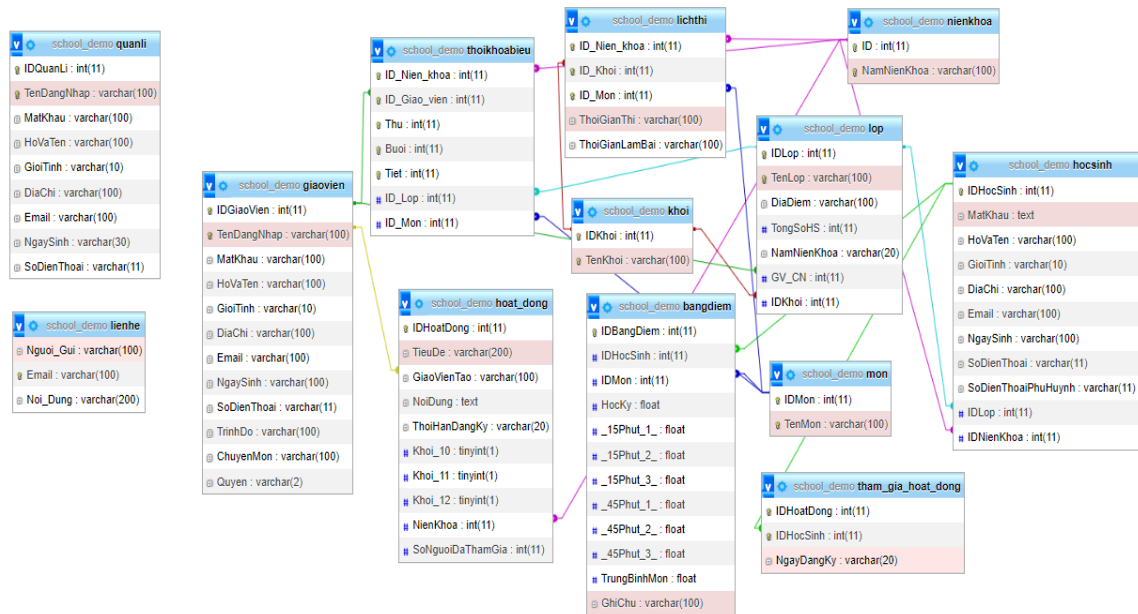 school_demo quanli
IDQuanLi : int(11)
TenDangNhap : varchar(100)
MatKhau : varchar(100)
HoVaTen : varchar(100)
GioiTinh : varchar(10)
DiaChi : varchar(100)
Email : varchar(100)
NgaySinh : varchar(30)
SoDienThoai : varchar(11)
school_demo lienhe
Nguoi_Gui : varchar(100)
Email : varchar(100)
Noi_Dung : varchar(200)
school_demo giaovien
IDGiaoVien : int(11)
TenDangNhap : varchar(100)
MatKhau : varchar(100)
HoVaTen : varchar(100)
GioiTinh : varchar(10)
DiaChi : varchar(100)
Email : varchar(100)
NgaySinh : varchar(100)
SoDienThoai : varchar(11)
TrinhDo : varchar(100)
ChuyenMon : varchar(100)
Quyen : varchar(2)
school_demo thoikhoabieu
ID_Nien_khoa : int(11)
ID_Giao_vien : int(11)
Thu : int(11)
Buoi : int(11)
Tiet : int(11)
ID_Lop : int(11)
ID_Mon : int(11)
school_demo hoat_dong
IDHoatDong : int(11)
TieuDe : varchar(200)
GiaoVienTao : varchar(100)
NoiDung : text
ThoiHanDangKy : varchar(20)
Khoi_10 : tinyint(1)
Khoi_11 : tinyint(1)
Khoi_12 : tinyint(1)
NienKhoa : int(11)
SoNguoiDaThamGia : int(11)
school_demo lichthi
ID_Nien_khoa : int(11)
ID_Khoi : int(11)
ID_Mon : int(11)
ThoiGianThi : varchar(100)
ThoiGianLamBai : varchar(100)
school_demo khoi
IDKhoi : int(11)
TenKhoi : varchar(100)
school_demo bangdiem
IDBangDiem : int(11)
IDHocSinh : int(11)
IDMon : int(11)
HocKy : float
_15Phut_1_ : float
_15Phut_2_ : float
_15Phut_3_ : float
_45Phut_1_ : float
_45Phut_2_ : float
_45Phut_3_ : float
TrungBinhMon : float
GhiChu : varchar(100)
school_demo nienkhoa
ID : int(11)
NamNienKhoa : varchar(100)
school_demo lop
IDLop : int(11)
TenLop : varchar(100)
DiaDiem : varchar(100)
TongSoHS : int(11)
NamNienKhoa : varchar(20)
GV_CN : int(11)
IDKhoi : int(11)
school_demo mon
IDMon : int(11)
TenMon : varchar(100)
school_demo tham_gia_hoat_dong
IDHoatDong : int(11)
IDHocSinh : int(11)
NgayDangKy : varchar(20)
school_demo hocsinh
IDHocSinh : int(11)
MatKhau : text
HoVaTen : varchar(100)
GioiTinh : varchar(10)
DiaChi : varchar(100)
Email : varchar(100)
NgaySinh : varchar(100)
SoDienThoai : varchar(11)
SoDienThoaiPhuHuynh : varchar(11)
IDLop : int(11)
IDNienKhoa : int(11)